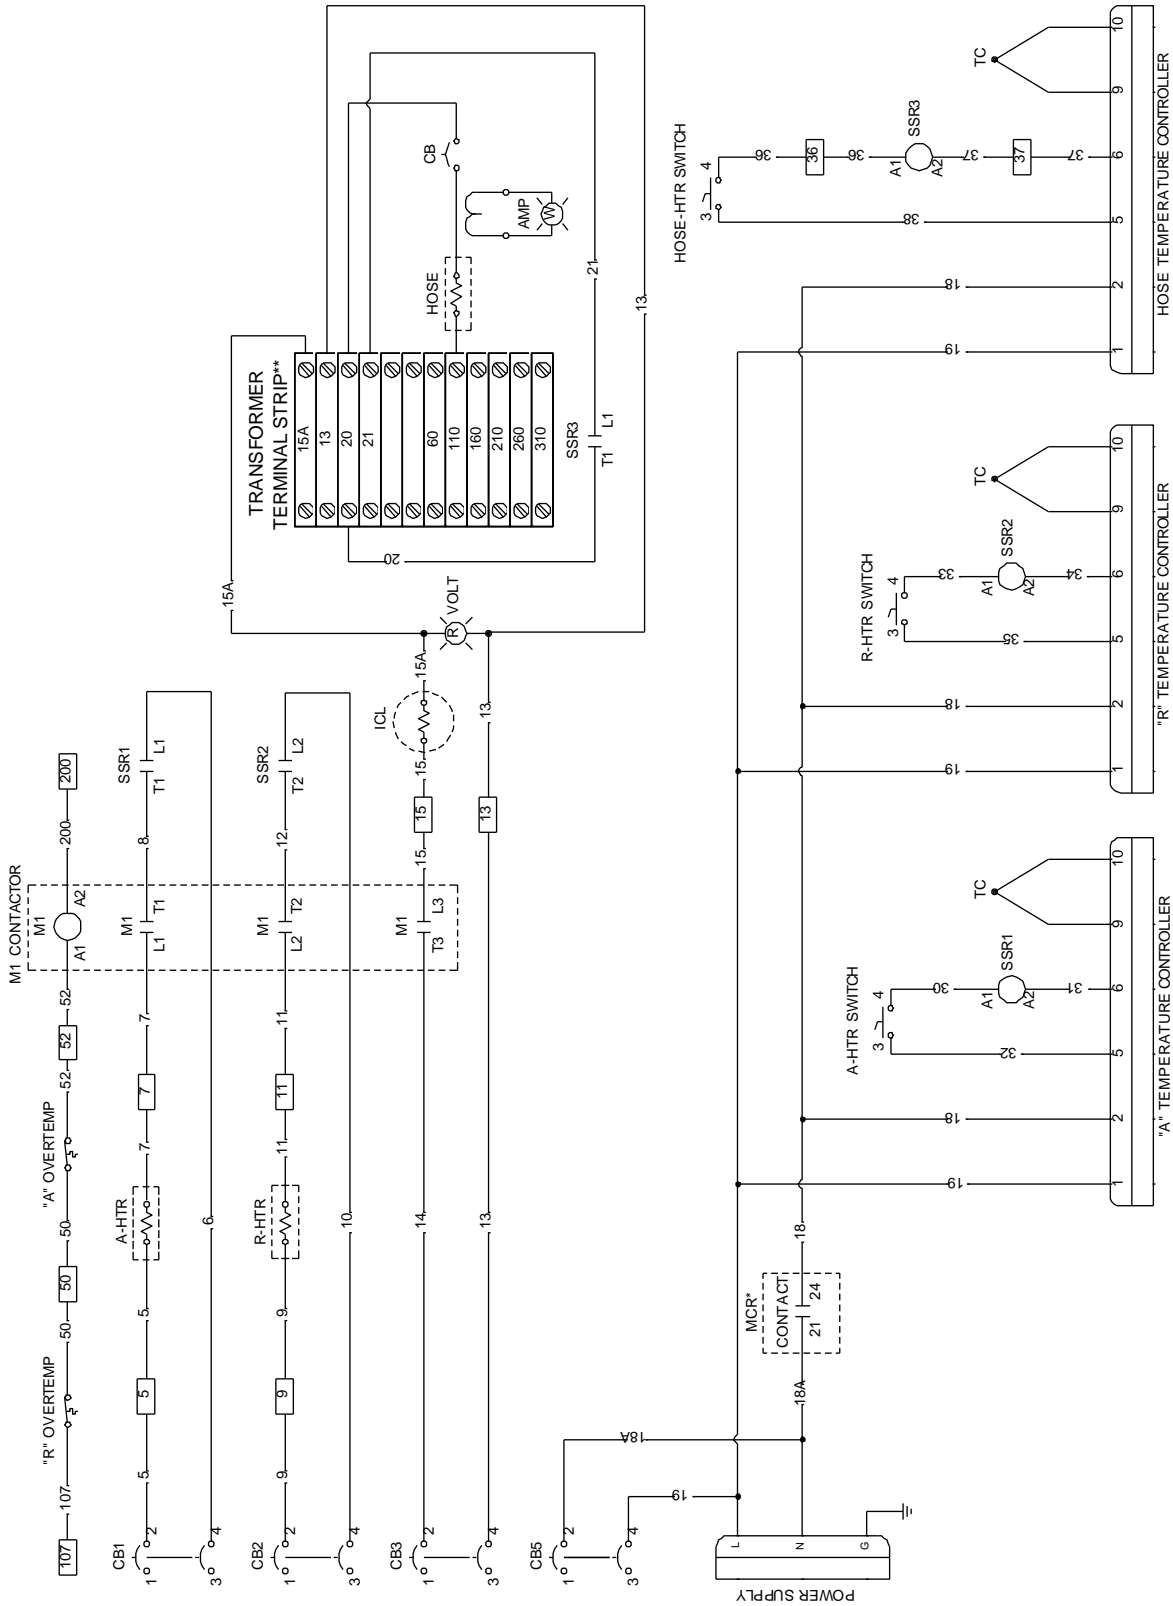 107
107
"R" OVERTEMP
50
50
50
"A" OVERTEMP
52
52
52
M1 CONTACTOR
M1
A1
A2
200
200
CB1
1
2
3
4
5
5
5
A-HTR
7
7
7
M1
L1
T1
8
SSR1
T1
L1
6
CB2
1
2
3
4
9
9
9
R-HTR
11
11
11
M1
L2
T2
12
SSR2
T2
L2
10
CB3
1
2
3
4
14
M1
T3
L3
15
15
15
ICL
15A
15A
13
13
13
13
R
VOLT
TRANSFORMER
TERMINAL STRIP**
15A
13
20
21
60
110
160
210
260
310
20
HOSE
CB
AMP
W
SSR3
T1
L1
21
CB5
1
2
3
4
18A
19
POWER SUPPLY
L
N
G
18A
MCR*
CONTACT
21
24
18
A-HTR SWITCH
3
4
32
30
A1
A2
SSR1
31
TC
19
18
1
2
5
6
9
10
"A" TEMPERATURE CONTROLLER
R-HTR SWITCH
3
4
35
33
A1
A2
SSR2
34
TC
19
18
1
2
5
6
9
10
"R" TEMPERATURE CONTROLLER
HOSE-HTR SWITCH
3
4
38
36
36
36
A1
A2
SSR3
37
37
37
TC
19
18
1
2
5
6
9
10
HOSE TEMPERATURE CONTROLLER